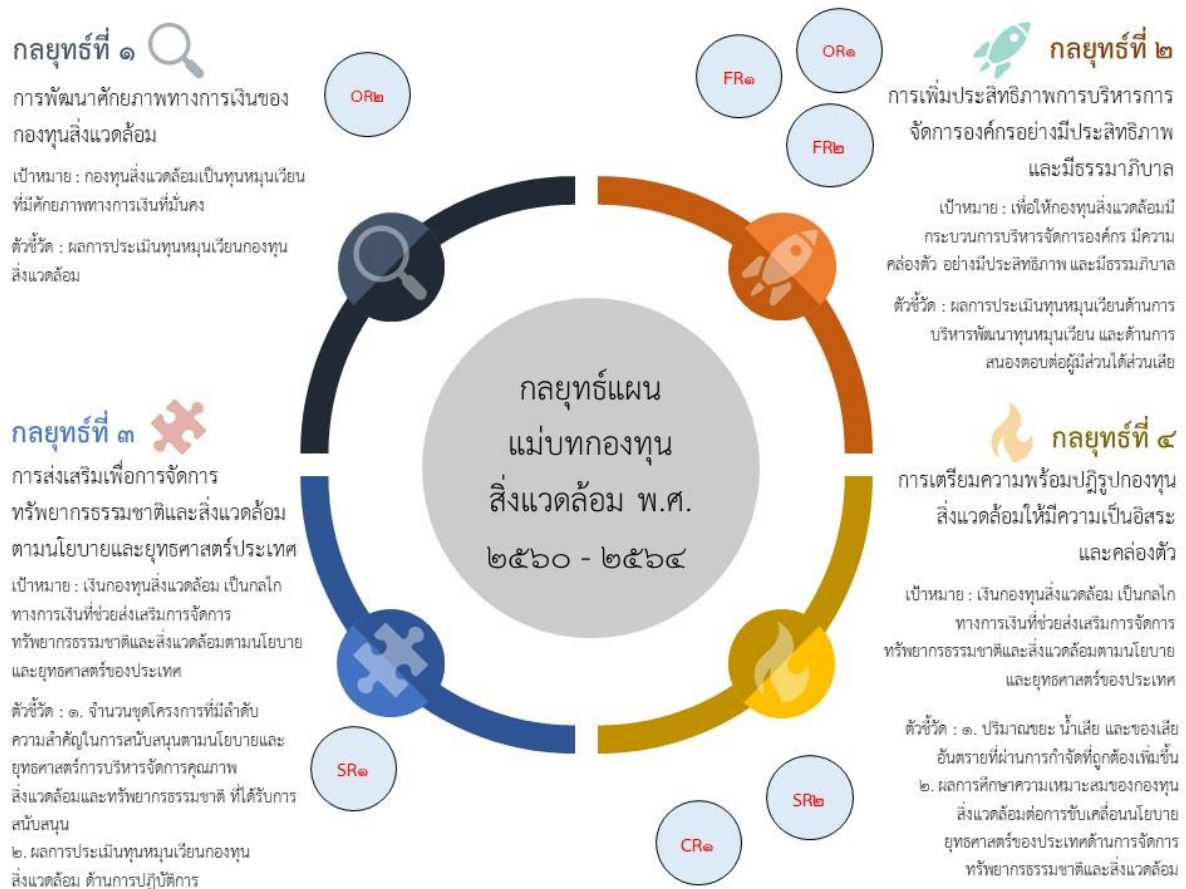 กลยุทธ์ที่ ๑
การพัฒนาศักยภาพทางการเงินของ
กองทุนสิ่งแวดล้อม
เป้าหมาย : กองทุนสิ่งแวดล้อมเป็นทุนหมุนเวียน
ที่มีศักยภาพทางการเงินที่มั่นคง
ตัวชี้วัด : ผลการประเมินทุนหมุนเวียนกองทุน
สิ่งแวดล้อม
OR๒
FR๑
OR๑
FR๒
กลยุทธ์ที่ ๒
การเพิ่มประสิทธิภาพการบริหารการ
จัดการองค์กรอย่างมีประสิทธิภาพ
และมีธรรมาภิบาล
เป้าหมาย : เพื่อให้กองทุนสิ่งแวดล้อมมี
กระบวนการบริหารจัดการองค์กร มีความ
คล่องตัว อย่างมีประสิทธิภาพ และมีธรรมภิบาล
ตัวชี้วัด : ผลการประเมินทุนหมุนเวียนด้านการ
บริหารพัฒนาทุนหมุนเวียน และด้านการ
สนองตอบต่อผู้มีส่วนได้ส่วนเสีย
กลยุทธ์แผน
แม่บทกองทุน
สิ่งแวดล้อม พ.ศ.
๒๕๖๐ - ๒๕๖๔
กลยุทธ์ที่ ๓
การส่งเสริมเพื่อการจัดการ
ทรัพยากรธรรมชาติและสิ่งแวดล้อม
ตามนโยบายและยุทธศาสตร์ประเทศ
เป้าหมาย : เงินกองทุนสิ่งแวดล้อม เป็นกลไก
ทางการเงินที่ช่วยส่งเสริมการจัดการ
ทรัพยากรธรรมชาติและสิ่งแวดล้อมตามนโยบาย
และยุทธศาสตร์ของประเทศ
ตัวชี้วัด : ๑. จำนวนชุดโครงการที่มีลำดับ
ความสำคัญในการสนับสนุนตามนโยบายและ
ยุทธศาสตร์การบริหารจัดการคุณภาพ
สิ่งแวดล้อมและทรัพยากรธรรมชาติ ที่ได้รับการ
สนับสนุน
๒. ผลการประเมินทุนหมุนเวียนกองทุน
สิ่งแวดล้อม ด้านการปฏิบัติการ
SR๑
CR๑
SR๒
กลยุทธ์ที่ ๔
การเตรียมความพร้อมปฏิรูปกองทุน
สิ่งแวดล้อมให้มีความเป็นอิสระ
และคล่องตัว
เป้าหมาย : เงินกองทุนสิ่งแวดล้อม เป็นกลไก
ทางการเงินที่ช่วยส่งเสริมการจัดการ
ทรัพยากรธรรมชาติและสิ่งแวดล้อมตามนโยบาย
และยุทธศาสตร์ของประเทศ
ตัวชี้วัด : ๑. ปริมาณขยะ น้ำเสีย และของเสีย
อันตรายที่ผ่านการกำจัดที่ถูกต้องเพิ่มขึ้น
๒. ผลการศึกษาความเหมาะสมของกองทุน
สิ่งแวดล้อมต่อการขับเคลื่อนนโยบาย
ยุทธศาสตร์ของประเทศด้านการจัดการ
ทรัพยากรธรรมชาติและสิ่งแวดล้อม